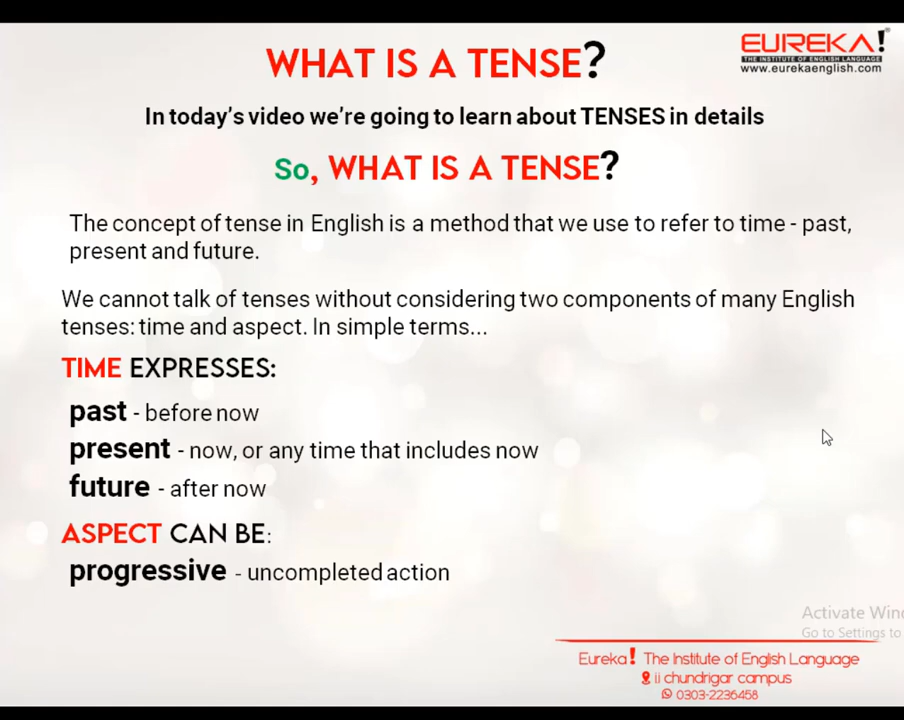 WHAT IS A TENSE?
EUREKA!
THE INSTITUTE OF ENGLISH LANGUAGE
www.eurekaenglish.com
In today's video we're going to learn about TENSES in details
So, WHAT IS A TENSE?
The concept of tense in English is a method that we use to refer to time - past,
present and future.
We cannot talk of tenses without considering two components of many English
tenses: time and aspect. In simple terms...
TIME EXPRESSES:
past - before now
present - now, or any time that includes now
future - after now
ASPECT CAN BE:
progressive - uncompleted action
Activate Win
Go to Settings to
Eureka! The Institute of English Language
ii chundrigar campus
0303-2236458